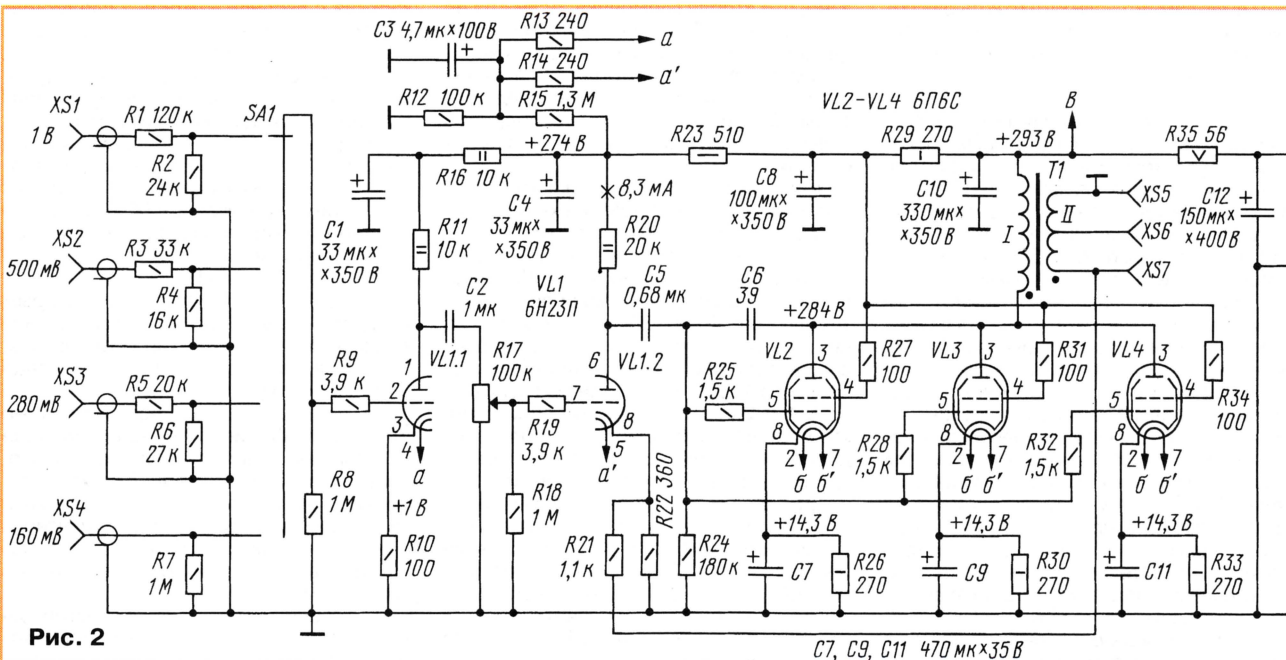 C3 4,7 мк×100 В
R13 240
а
R14 240
а'
R12 100 к
R15 1,3 М
VL2-VL4 6П6С
В
XS1
1 В
R1 120 к
SA1
+274 В
R23 510
R29 270
+293 В
R35 56
R2
24 к
R16 10 к
8,3 мА
T1
C1
33 мк×
×350 В
C4
33 мк×
×350 В
C8
100 мк×
×350 В
C10
330 мк×
×350 В
C12
150 мк×
×400 В
I
II
XS5
XS6
XS7
R11
10 к
R20
20 к
XS2
500 мВ
R3 33 к
R4
16 к
C2
1 мк
VL1
6Н23П
C5
0,68 мк
C6
39
+284 В
XS3
280 мВ
R5 20 к
R6
27 к
R9
3,9 к
1
2
3
4
VL1.1
а
R17
100 к
R19
3,9 к
6
7
8
5
VL1.2
а'
R25
1,5 к
VL2
3
4
5
8
2
7
б
б'
R27
100
R28
1,5 к
VL3
3
4
5
8
2
7
б
б'
R31
100
R32
1,5 к
VL4
3
4
5
8
2
7
б
б'
R34
100
XS4
160 мВ
R7
1 М
R8
1 М
+1 В
R10
100
R18
1 М
R21
1,1 к
R22 360
R24
180 к
+14,3 В
C7
R26
270
+14,3 В
C9
R30
270
+14,3 В
C11
R33
270
Рис. 2
C7, C9, C11 470 мк×35 В